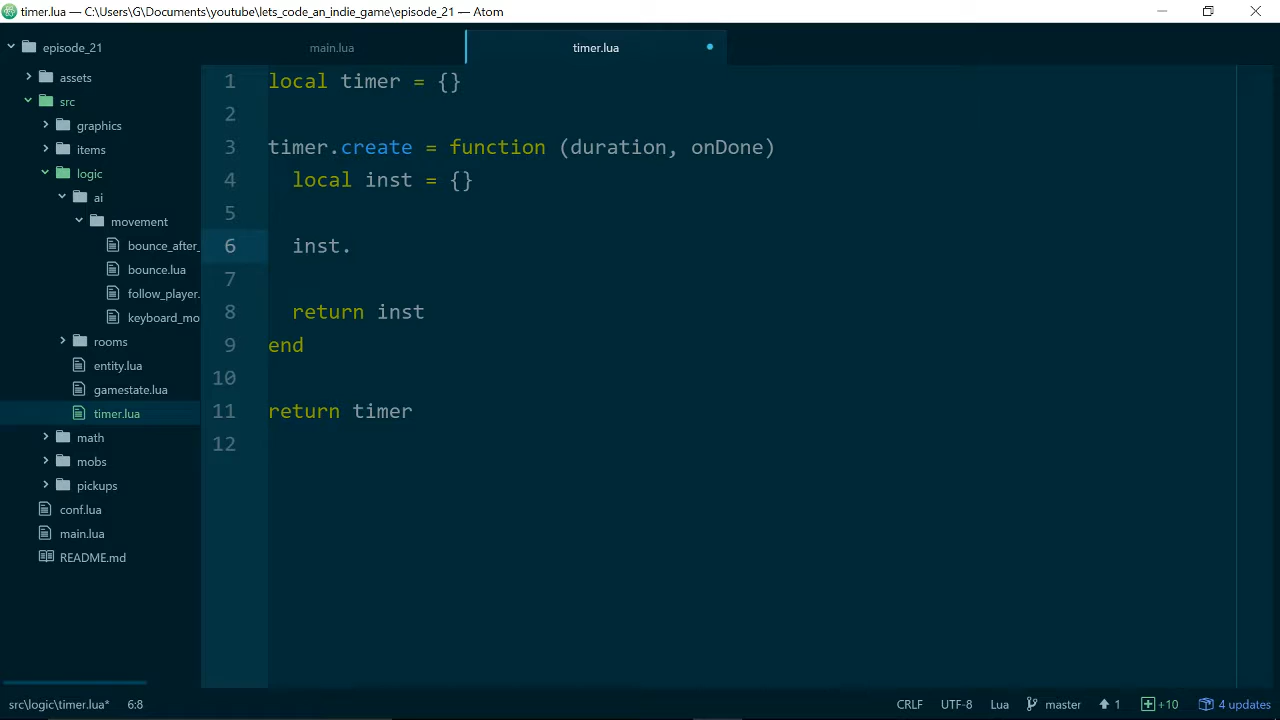 timer.lua — C:\Users\G\Documents\youtube\lets_code_an_indie_game\episode_21 — Atom
episode_21
main.lua
timer.lua
assets
src
graphics
items
logic
ai
movement
bounce_after_
bounce.lua
follow_player.
keyboard_mo
rooms
entity.lua
gamestate.lua
timer.lua
math
mobs
pickups
conf.lua
main.lua
README.md
1 local timer = {}
2
3 timer.create = function (duration, onDone)
4 local inst = {}
5
6 inst.
7
8 return inst
9 end
10
11 return timer
12
src\logic\timer.lua* 6:8 CRLF UTF-8 Lua master 1 +10 4 updates